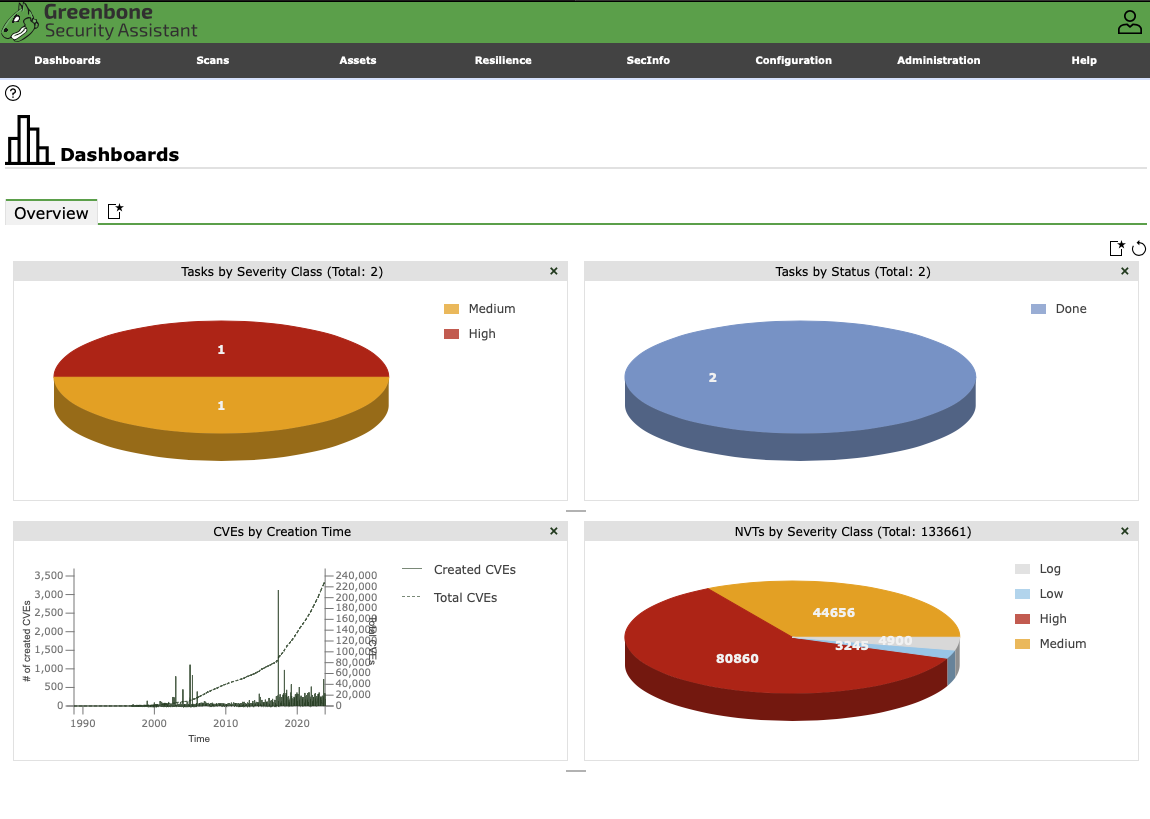 Greenbone
Security Assistant
Dashboards Scans Assets Resilience SecInfo Configuration Administration Help
?
Dashboards
Overview
Tasks by Severity Class (Total: 2) ×
Medium
High
1
1
Tasks by Status (Total: 2) ×
Done
2
CVEs by Creation Time ×
Created CVEs
Total CVEs
# of created CVEs
3,500
3,000
2,500
2,000
1,500
1,000
500
0
240,000
220,000
200,000
180,000
160,000
140,000
120,000
100,000
80,000
60,000
40,000
20,000
0
Total CVEs
1990 2000 2010 2020
Time
NVTs by Severity Class (Total: 133661) ×
Log
Low
High
Medium
44656
4900
3245
80860